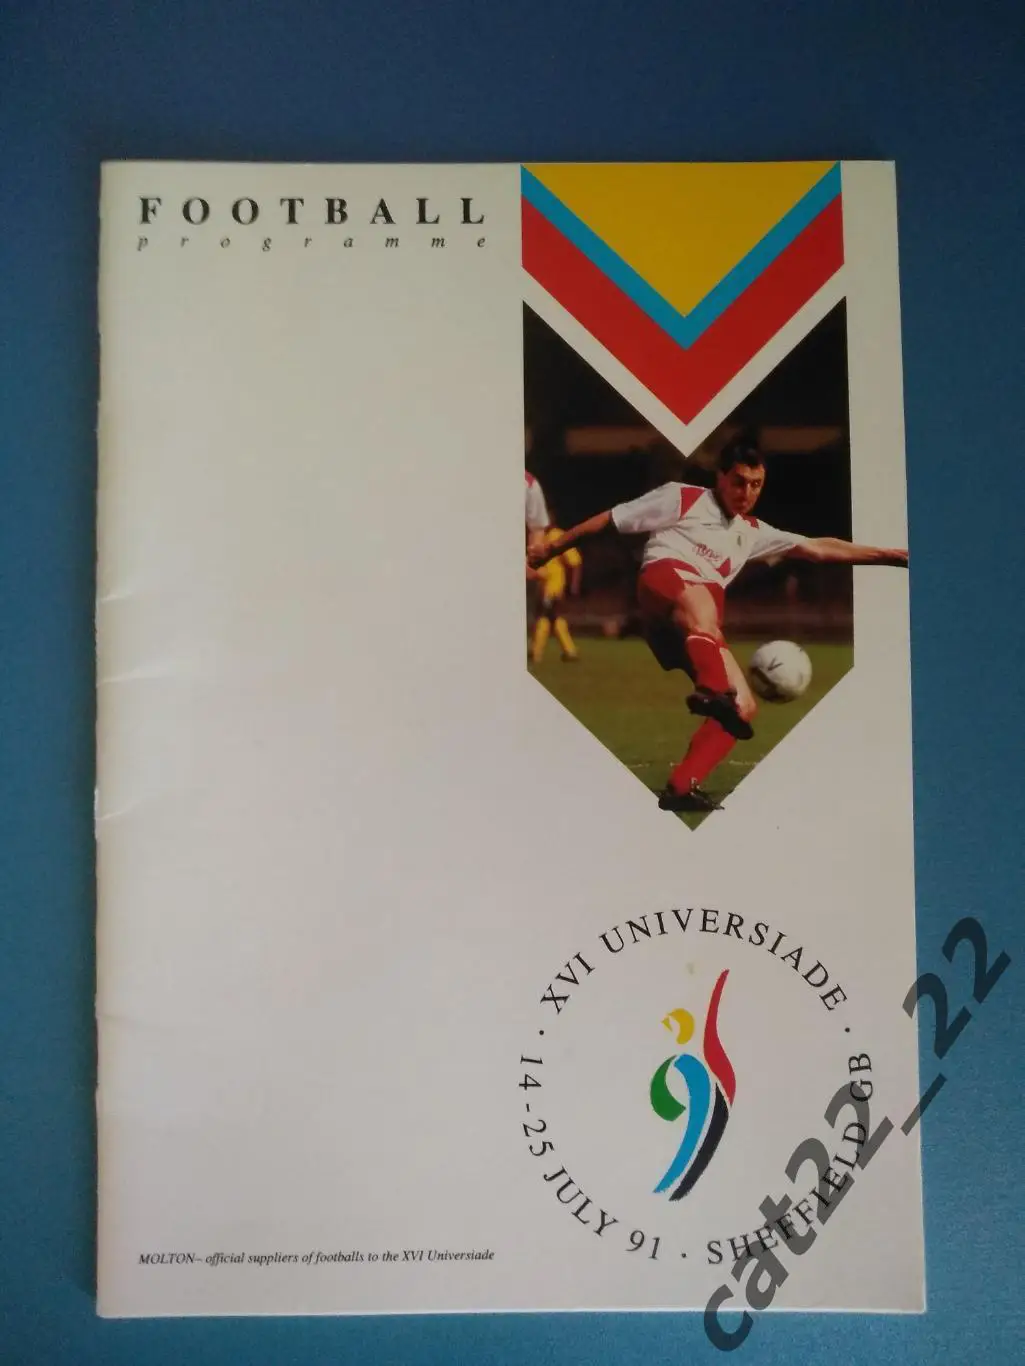 FOOTBALL
programme
· XVI UNIVERSIADE ·
14-25 JULY 91 · SHEFFIELD GB
MOLTON– official suppliers of footballs to the XVI Universiade
cat22_22